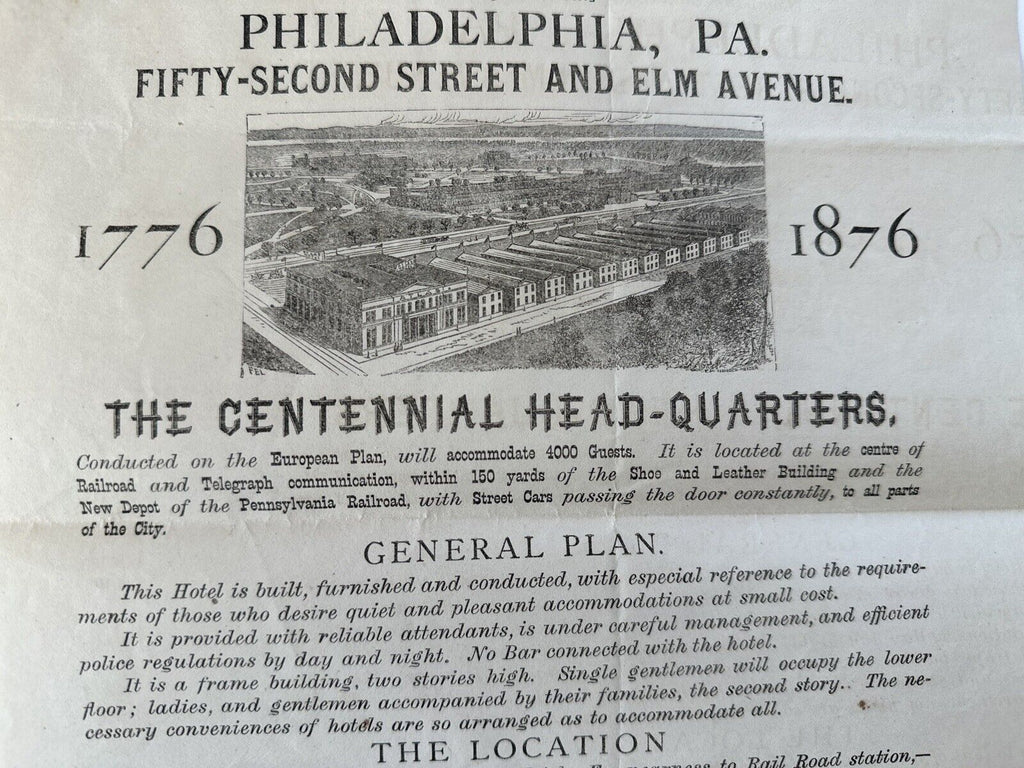 PHILADELPHIA, PA.
FIFTY-SECOND STREET AND ELM AVENUE.
1776
1876
THE CENTENNIAL HEAD-QUARTERS,
Conducted on the European Plan, will accommodate 4000 Guests. It is located at the centre of
Railroad and Telegraph communication, within 150 yards of the Shoe and Leather Building and the
New Depot of the Pennsylvania Railroad, with Street Cars passing the door constantly, to all parts
of the City.
GENERAL PLAN.
This Hotel is built, furnished and conducted, with especial reference to the require-
ments of those who desire quiet and pleasant accommodations at small cost.
It is provided with reliable attendants, is under careful management, and efficient
police regulations by day and night. No Bar connected with the hotel.
It is a frame building, two stories high. Single gentlemen will occupy the lower
floor; ladies, and gentlemen accompanied by their families, the second story.. The ne-
cessary conveniences of hotels are so arranged as to accommodate all.
THE LOCATION
to Rail Road station,—